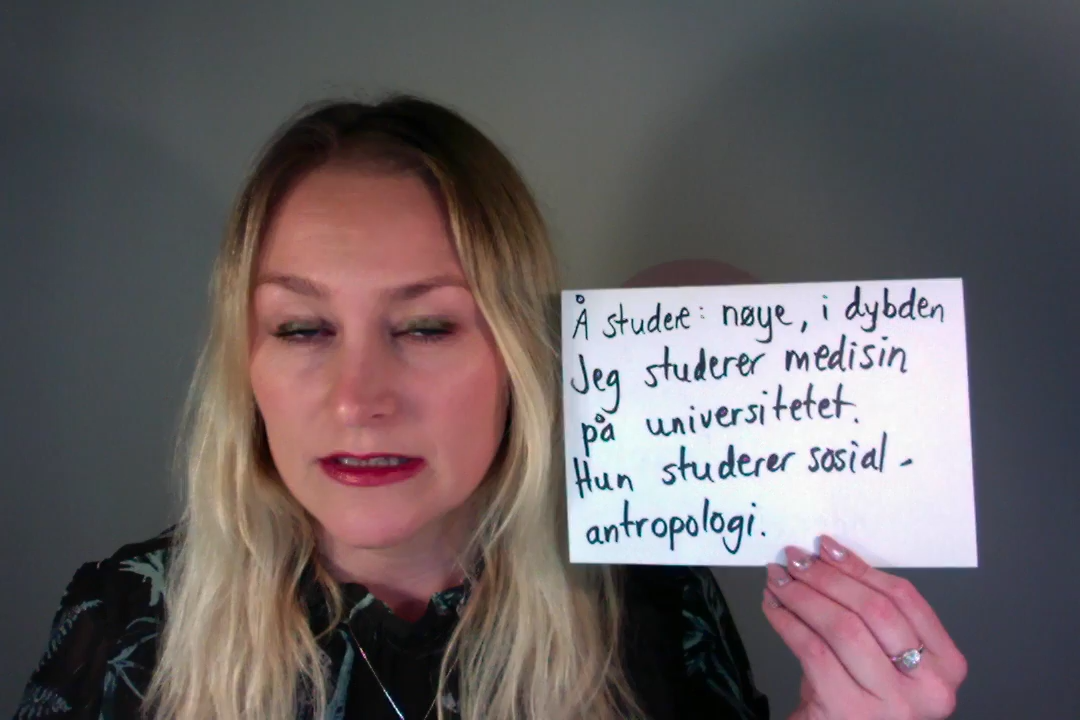 Å studere: nøye, i dybden
Jeg studerer medisin
på universitetet.
Hun studerer sosial-
antropologi.